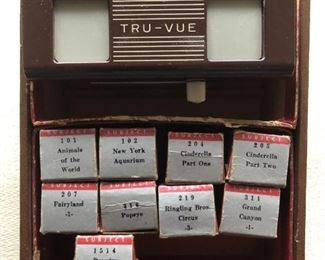 TRU-VUE
SUBJECT
101
Animals
of the
World
SUBJECT
102
New York
Aquarium
SUBJECT
204
Cinderella
Part One
SUBJECT
205
Cinderella
Part Two
SUBJECT
207
Fairyland
-1-
Popeye
SUBJECT
219
Ringling Bros.
Circus
-3-
SUBJECT
311
Grand
Canyon
-1-
SUBJECT
1514